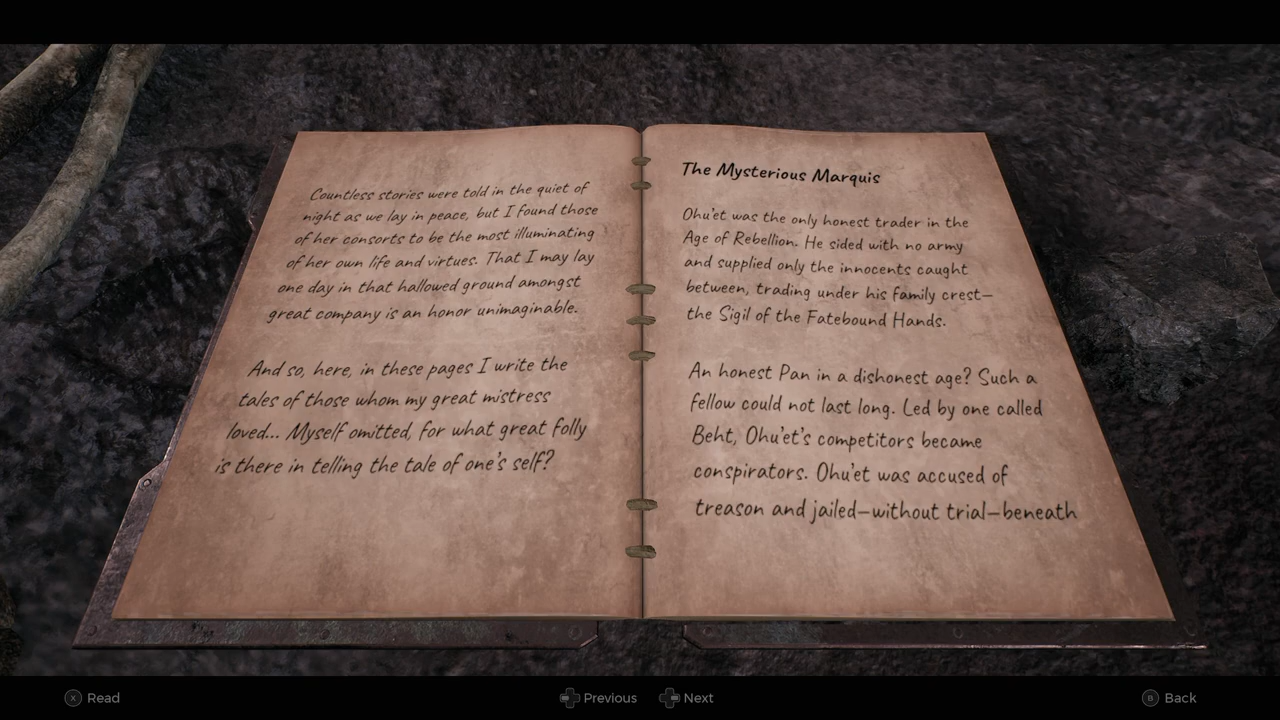 Countless stories were told in the quiet of
night as we lay in peace, but I found those
of her consorts to be the most illuminating
of her own life and virtues. That I may lay
one day in that hallowed ground amongst
great company is an honor unimaginable.
And so, here, in these pages I write the
tales of those whom my great mistress
loved... Myself omitted, for what great folly
is there in telling the tale of one's self?
The Mysterious Marquis
Ohu'et was the only honest trader in the
Age of Rebellion. He sided with no army
and supplied only the innocents caught
between, trading under his family crest—
the Sigil of the Fatebound Hands.
An honest Pan in a dishonest age? Such a
fellow could not last long. Led by one called
Beht, Ohu'et's competitors became
conspirators. Ohu'et was accused of
treason and jailed—without trial—beneath
X Read
Previous
Next
B Back